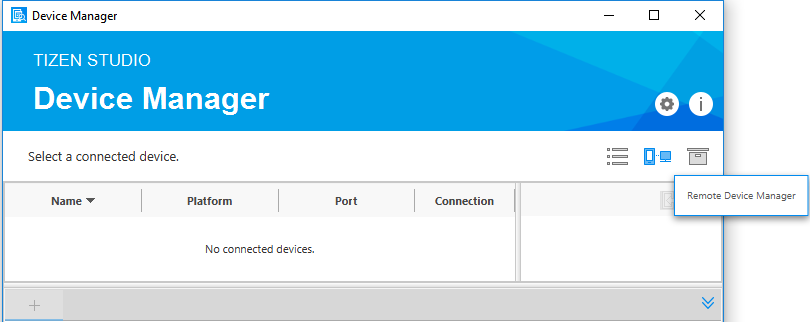 Device Manager
TIZEN STUDIO
Device Manager
Select a connected device.
Remote Device Manager
Name Platform Port Connection
No connected devices.